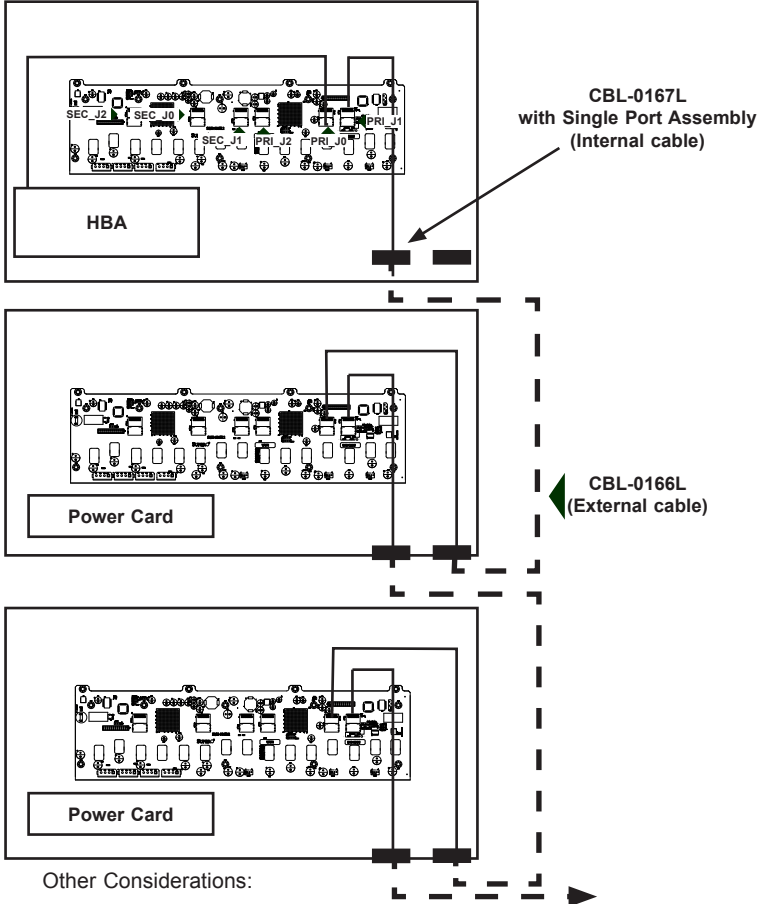 CBL-0167L
with Single Port Assembly
(Internal cable)
SEC_J2
SEC_J0
PRI_J1
SEC_J1
PRI_J2
PRI_J0
HBA
CBL-0166L
(External cable)
Power Card
Power Card
Other Considerations: